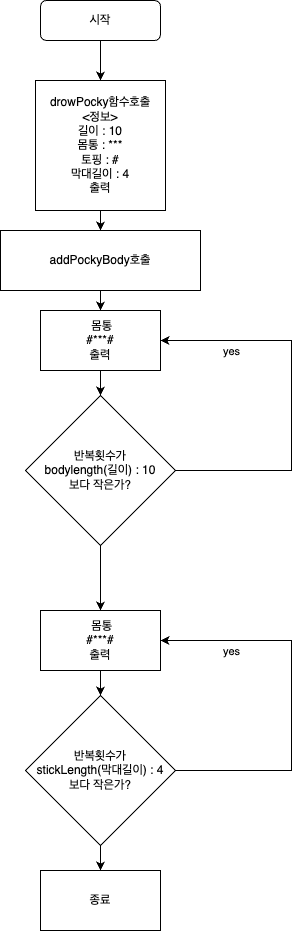 시작
drowPocky함수호출
<정보>
길이 : 10
몸통 : ***
토핑 : #
막대길이 : 4
출력
addPockyBody호출
몸통
#***#
출력
yes
반복횟수가
bodylength(길이) : 10
보다 작은가?
몸통
#***#
출력
yes
반복횟수가
stickLength(막대길이) : 4
보다 작은가?
종료